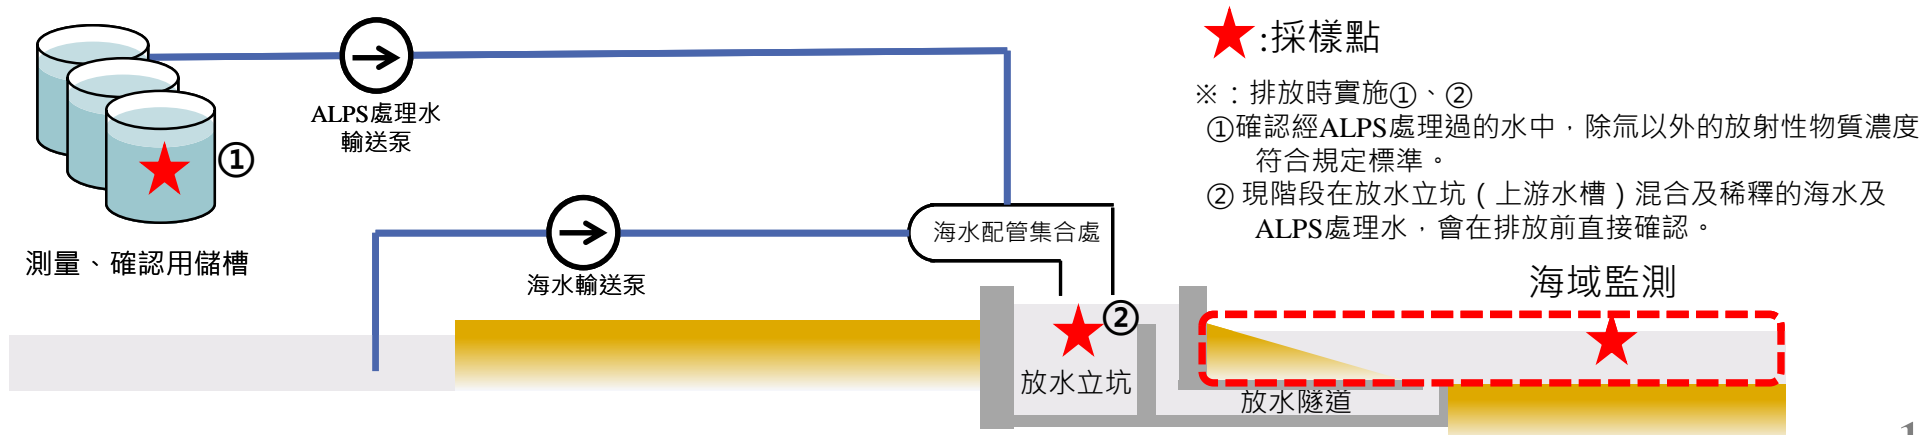 ①
測量、確認用儲槽
ALPS處理水
輸送泵
海水輸送泵
海水配管集合處
②
放水立坑
放水隧道
海域監測
:採樣點
※：排放時實施①、②
①確認經ALPS處理過的水中，除氚以外的放射性物質濃度
符合規定標準。
② 現階段在放水立坑（上游水槽）混合及稀釋的海水及
ALPS處理水，會在排放前直接確認。